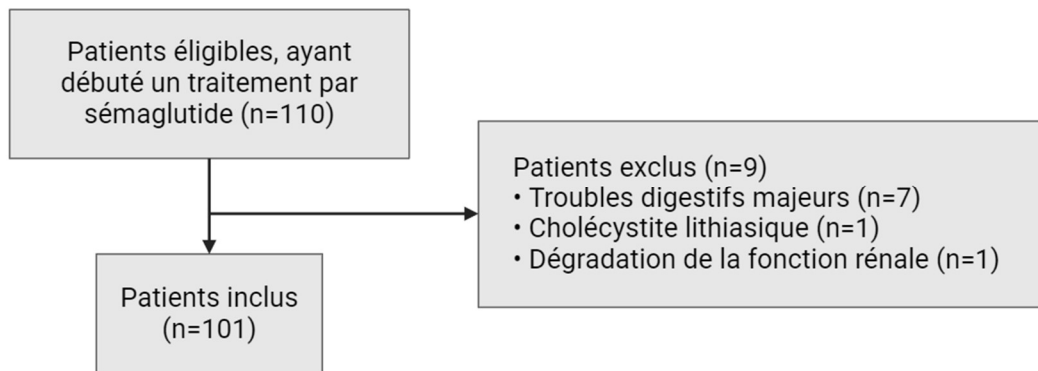 Patients éligibles, ayant
débuté un traitement par
sémaglutide (n=110)
Patients exclus (n=9)
• Troubles digestifs majeurs (n=7)
• Cholécystite lithiasique (n=1)
• Dégradation de la fonction rénale (n=1)
Patients inclus
(n=101)